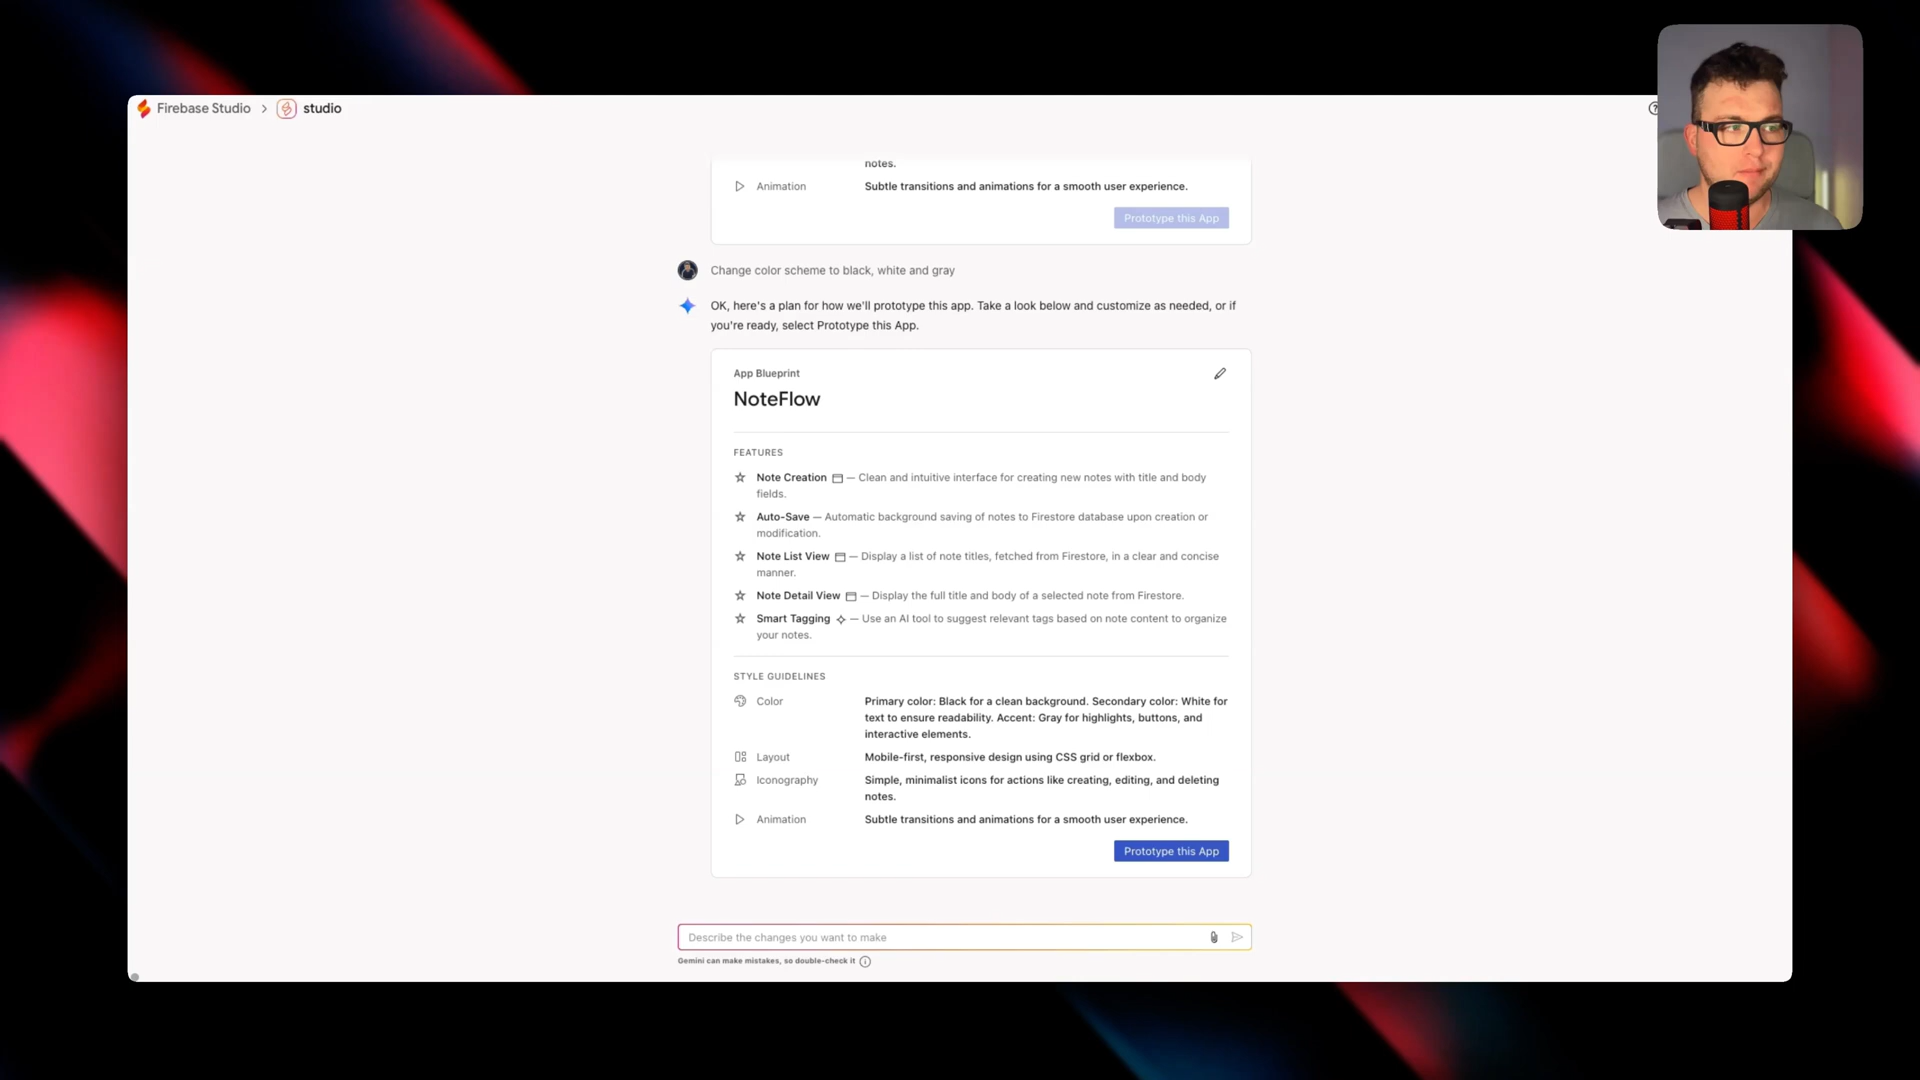 Firebase Studio > studio
notes.
Animation Subtle transitions and animations for a smooth user experience.
Prototype this App
Change color scheme to black, white and gray
OK, here's a plan for how we'll prototype this app. Take a look below and customize as needed, or if
you're ready, select Prototype this App.
App Blueprint
NoteFlow
FEATURES
Note Creation — Clean and intuitive interface for creating new notes with title and body
fields.
Auto-Save — Automatic background saving of notes to Firestore database upon creation or
modification.
Note List View — Display a list of note titles, fetched from Firestore, in a clear and concise
manner.
Note Detail View — Display the full title and body of a selected note from Firestore.
Smart Tagging — Use an AI tool to suggest relevant tags based on note content to organize
your notes.
STYLE GUIDELINES
Color Primary color: Black for a clean background. Secondary color: White for
text to ensure readability. Accent: Gray for highlights, buttons, and
interactive elements.
Layout Mobile-first, responsive design using CSS grid or flexbox.
Iconography Simple, minimalist icons for actions like creating, editing, and deleting
notes.
Animation Subtle transitions and animations for a smooth user experience.
Prototype this App
Describe the changes you want to make
Gemini can make mistakes, so double-check it